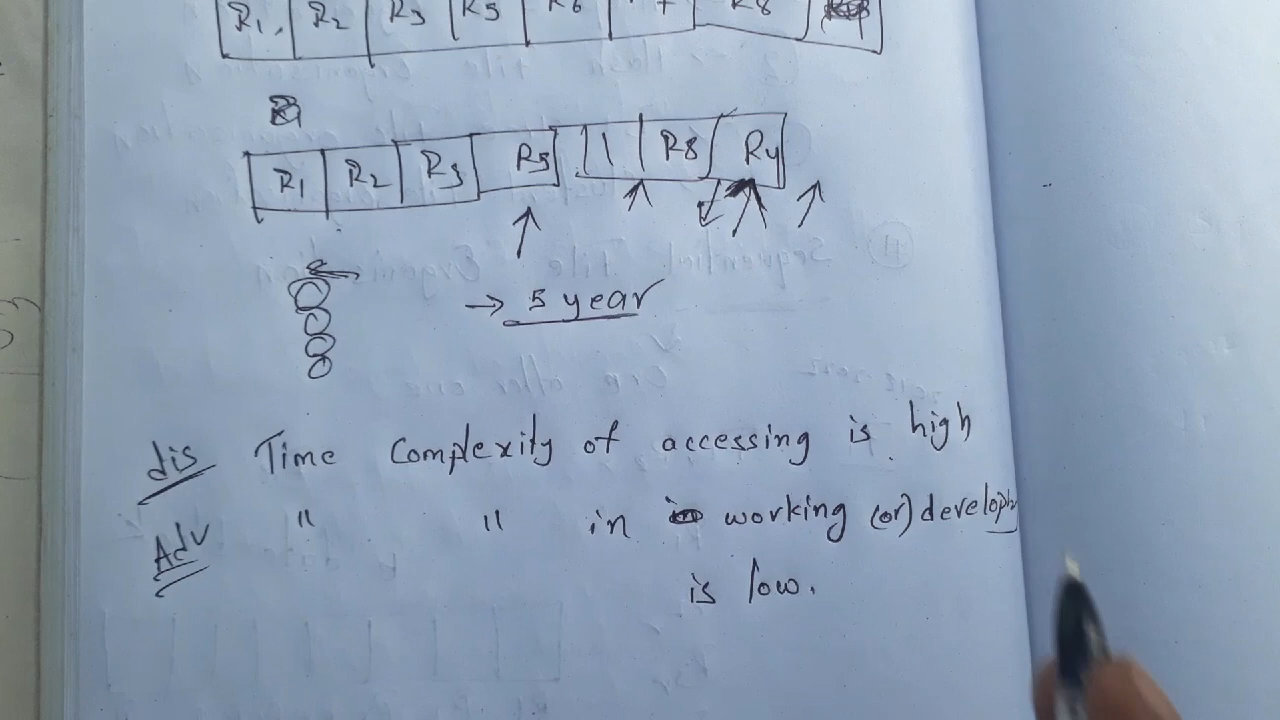 R1. R2 R3 R5 R6 R8
R1 R2 R3 R5 R8 R4
→ 5 year
dis Time Complexity of accessing is high
Adv " " in working (or) develop
is low.